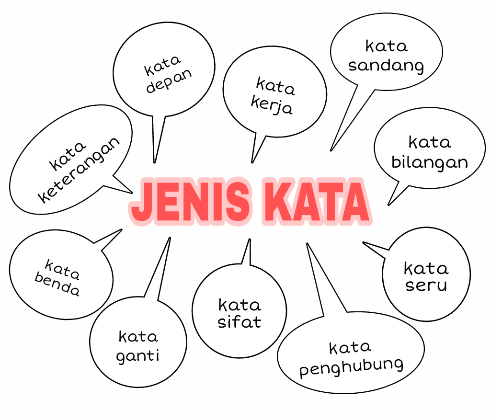 kata
depan
kata
kerja
kata
sandang
kata
keterangan
kata
bilangan
JENIS KATA
kata
benda
kata
ganti
kata
sifat
kata
penghubung
kata
seru